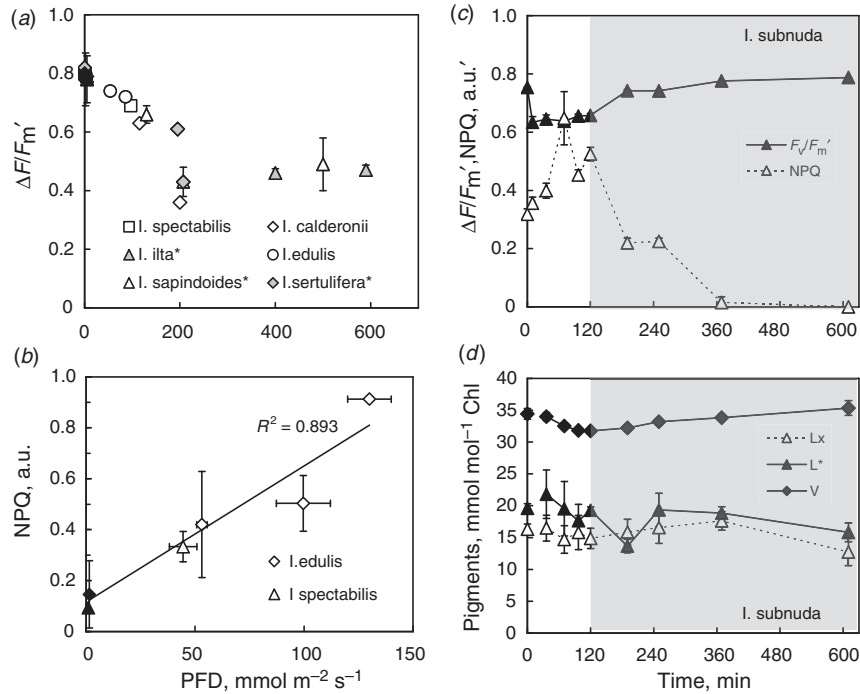 (a)
1.0
0.8
0.6
0.4
0.2
0
ΔF/Fm′
I. spectabilis
I. calderonii
I. ilta*
I.edulis
I. sapindoides*
I.sertulifera*
0 200 400 600
(b)
1.0
0.8
0.6
0.4
0.2
0
NPQ, a.u.
R² = 0.893
I.edulis
I spectabilis
0 50 100 150
PFD, mmol m⁻² s⁻¹
(c)
I. subnuda
1.0
0.8
0.6
0.4
0.2
0
ΔF/Fm′,NPQ, a.u.′
Fv/Fm′
NPQ
0 120 240 360 480 600
(d)
40
35
30
25
20
15
10
5
0
Pigments, mmol mol⁻¹ Chl
Lx
L*
V
I. subnuda
0 120 240 360 480 600
Time, min